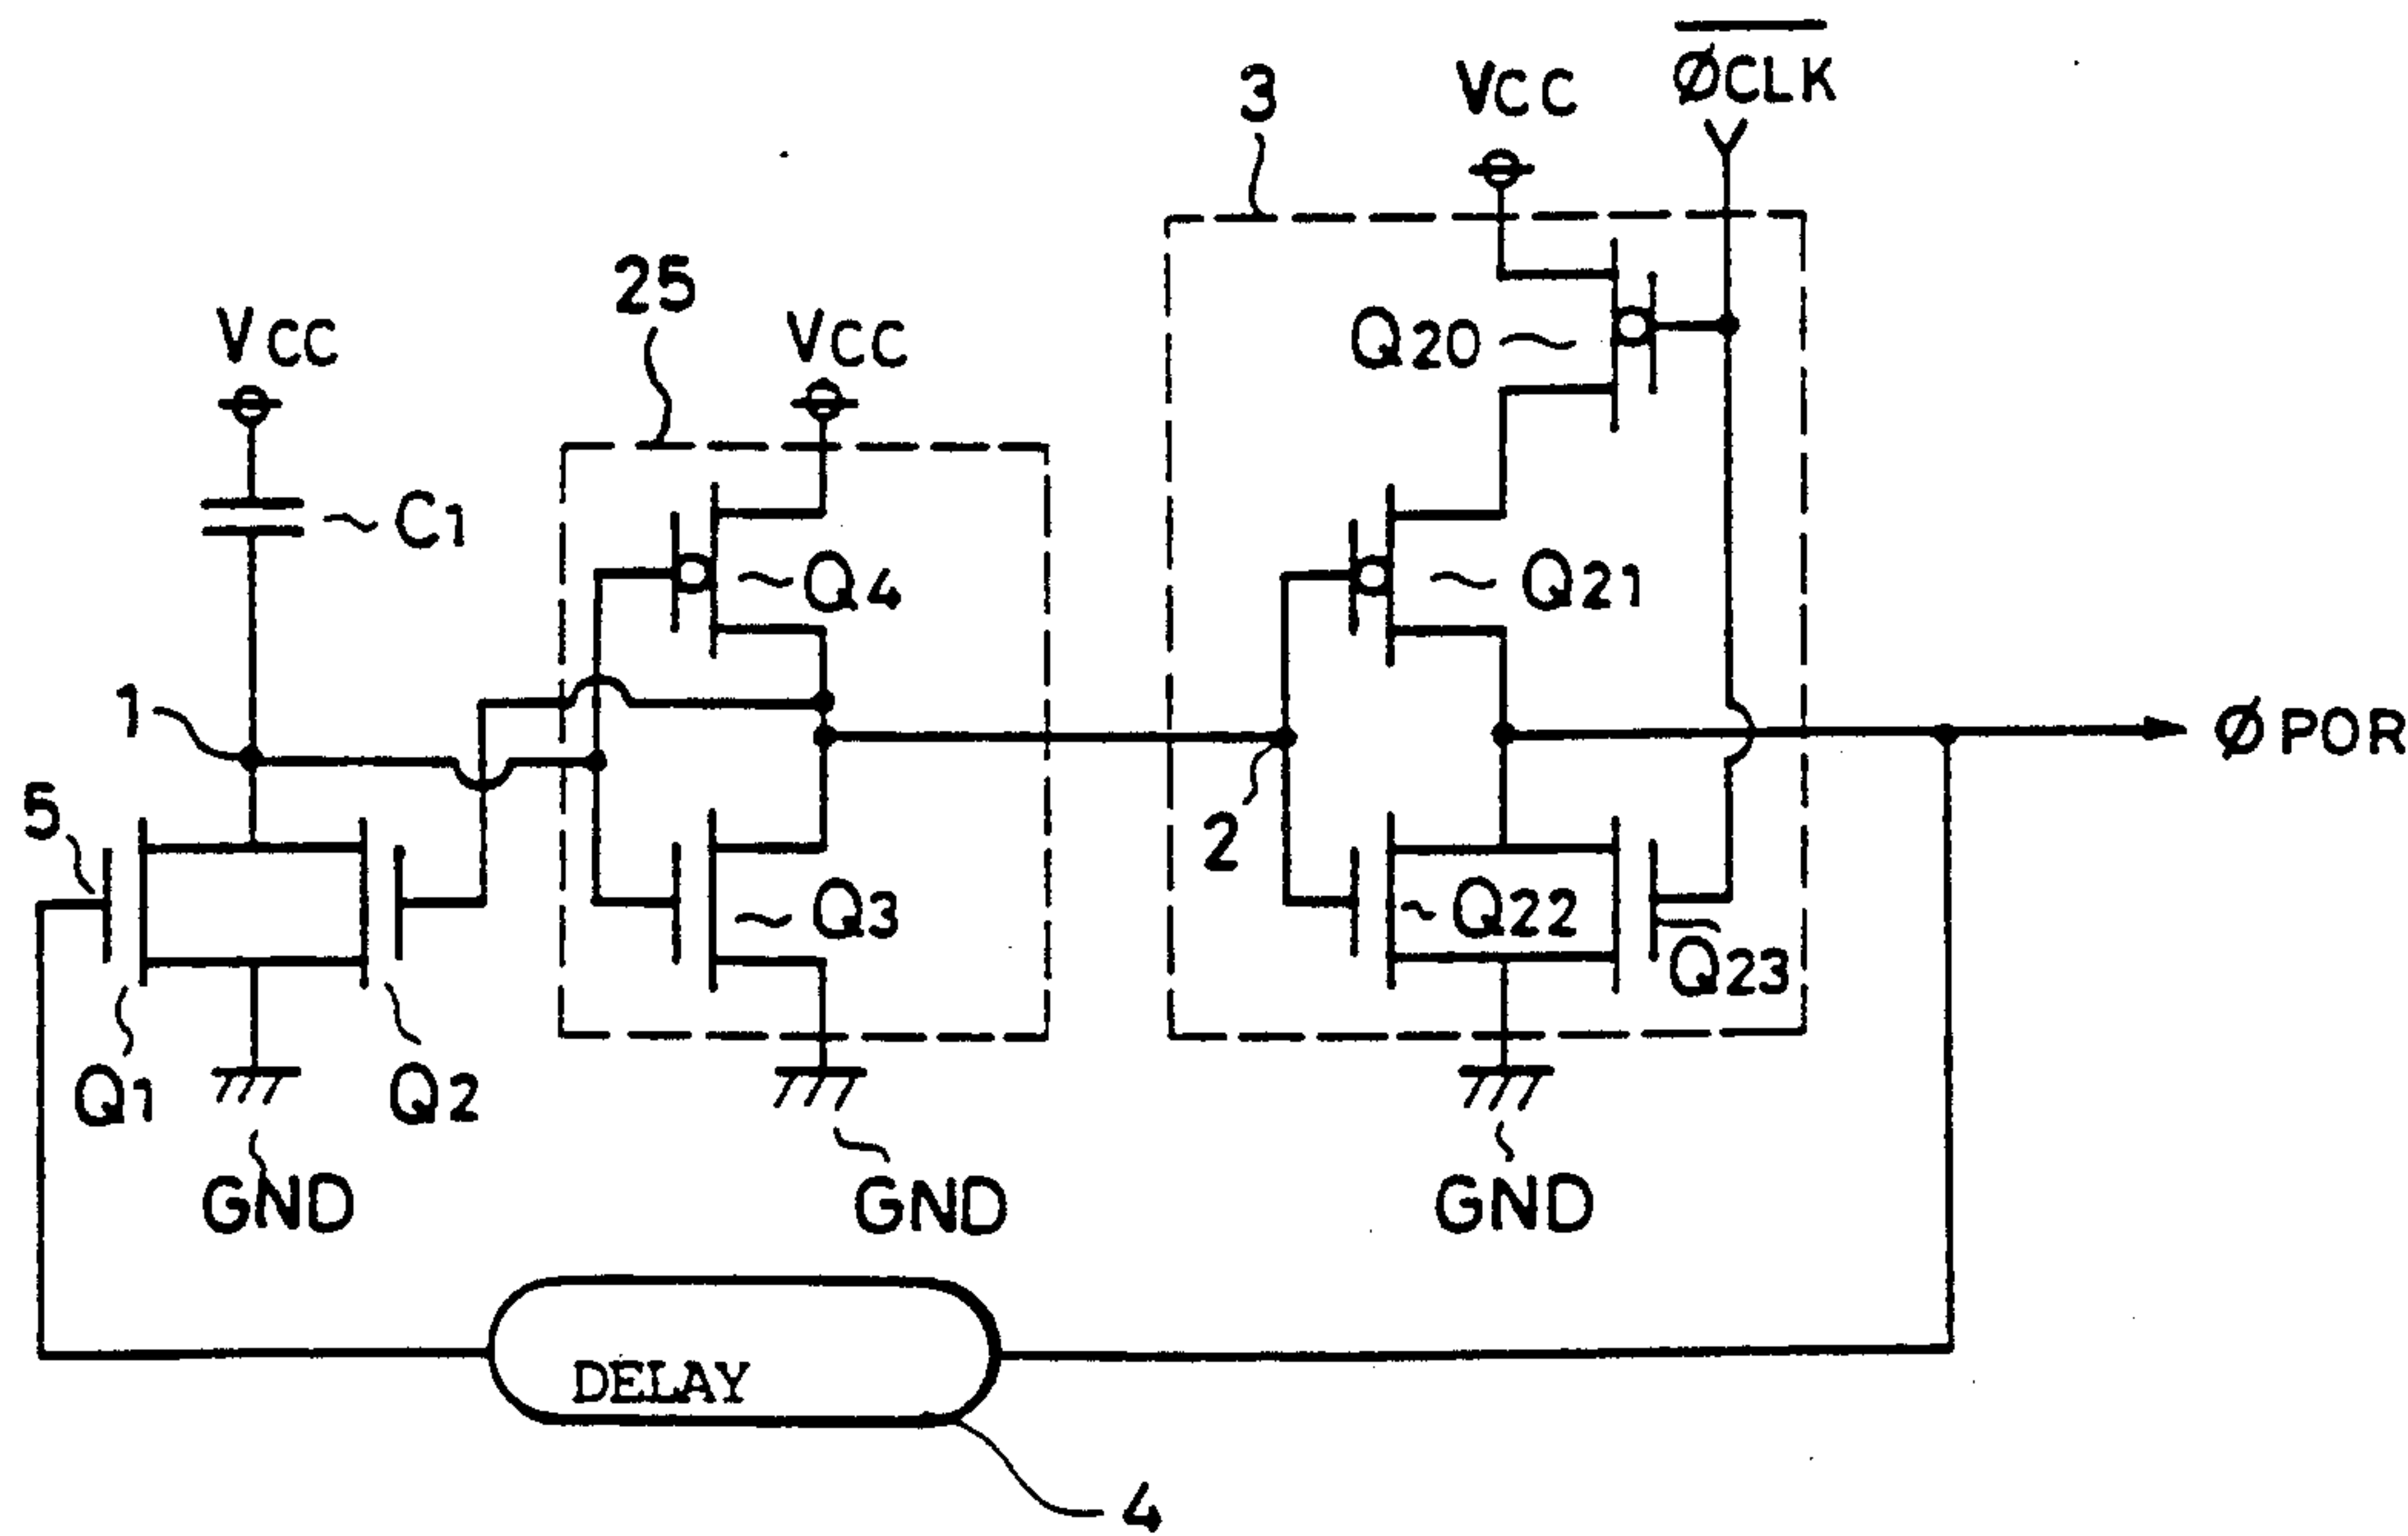 ØCLK
3
VCC
25
Q20
VCC
VCC
C1
Q4
Q21
1
ØPOR
5
2
Q3
Q22
Q23
Q1
Q2
GND
GND
GND
DELAY
4